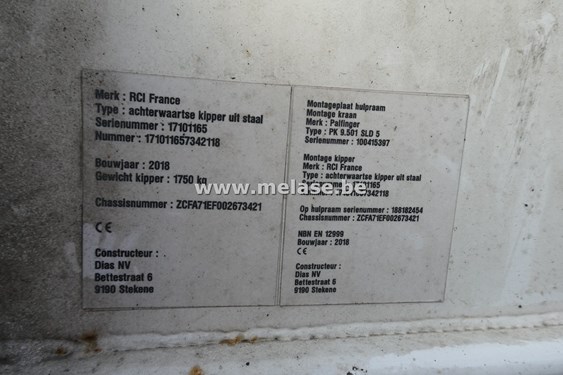 Merk : RCI France
Type : achterwaartse kipper uit staal
Serienummer : 17101165
Nummer : 171011657342118
Bouwjaar : 2018
Gewicht kipper : 1750 kg
Chassisnummer : ZCFA71EF002673421
CE
Constructeur :
Dias NV
Bettestraat 6
9190 Stekene
Montageplaat hulpraam
Montage kraan
Merk : Palfinger
Type : PK 9.501 SLD 5
Serienummer : 100415397
Montage kipper
Merk : RCI France
Type : achterwaartse kipper uit staal
Op hulpraam serienummer : 186182454
Chassisnummer : ZCFA71EF002673421
NBN EN 12999
Bouwjaar : 2018
CE
Constructeur :
Dias NV
Bettestraat 6
9190 Stekene
www.melase.be